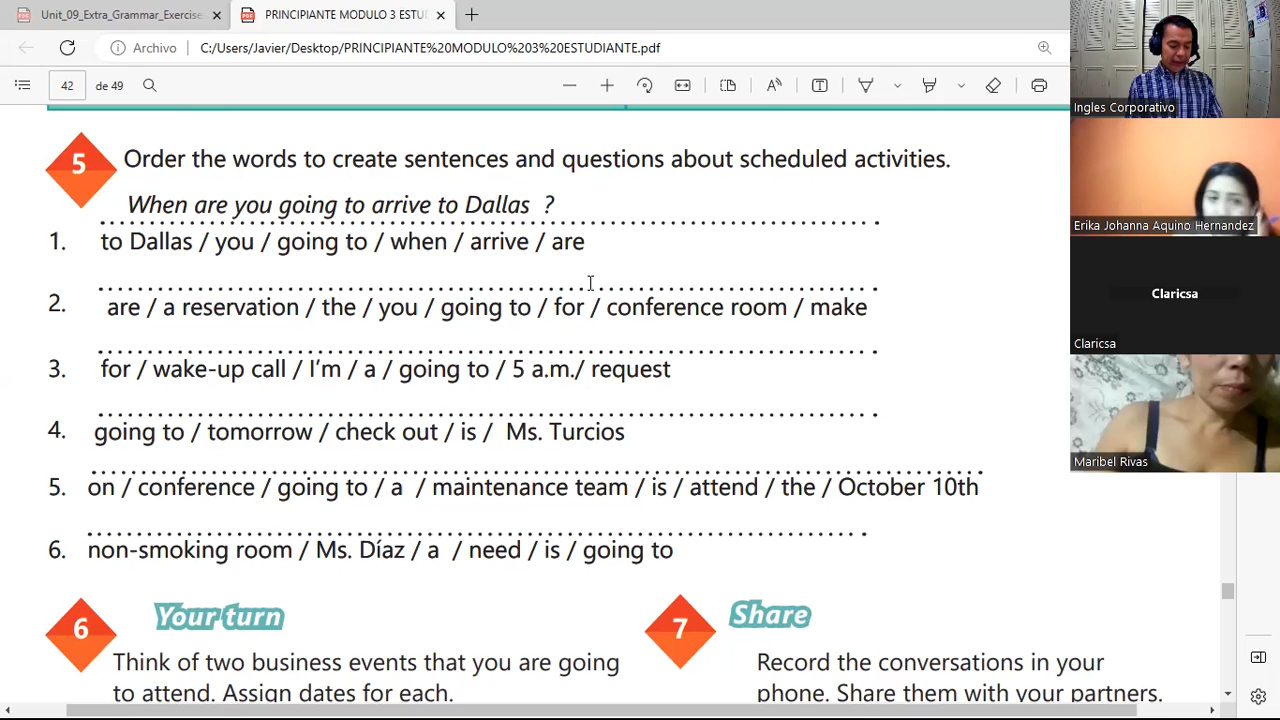 Unit_09_Extra_Grammar_Exercise
PRINCIPIANTE MODULO 3 ESTU
Archivo
C:/Users/Javier/Desktop/PRINCIPIANTE%20MODULO%203%20ESTUDIANTE.pdf
42 de 49
5 Order the words to create sentences and questions about scheduled activities.
When are you going to arrive to Dallas ?
1. to Dallas / you / going to / when / arrive / are
2. are / a reservation / the / you / going to / for / conference room / make
3. for / wake-up call / I'm / a / going to / 5 a.m./ request
4. going to / tomorrow / check out / is / Ms. Turcios
5. on / conference / going to / a / maintenance team / is / attend / the / October 10th
6. non-smoking room / Ms. Díaz / a / need / is / going to
6 Your turn
Think of two business events that you are going
to attend. Assign dates for each.
7 Share
Record the conversations in your
phone. Share them with your partners.
Ingles Corporativo
Erika Johanna Aquino Hernandez
Claricsa
Claricsa
Maribel Rivas